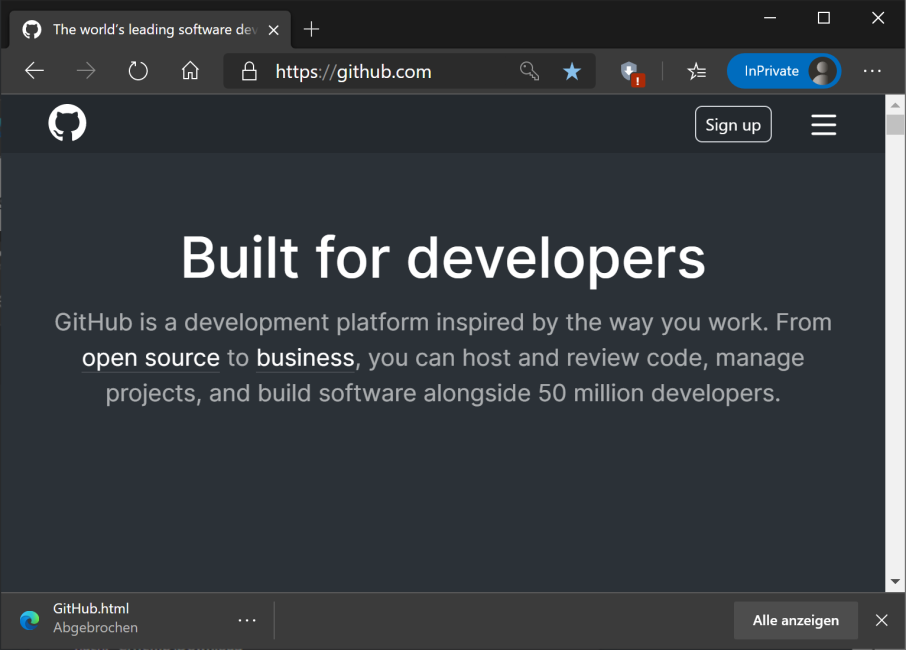 The world's leading software dev
https://github.com
InPrivate
Sign up
Built for developers
GitHub is a development platform inspired by the way you work. From
open source to business, you can host and review code, manage
projects, and build software alongside 50 million developers.
GitHub.html
Abgebrochen
Alle anzeigen